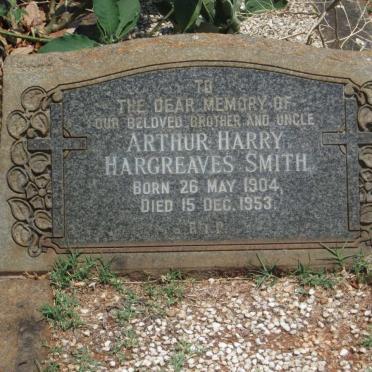 TO
THE DEAR MEMORY OF
OUR BELOVED BROTHER AND UNCLE
ARTHUR HARRY
HARGREAVES SMITH
BORN 26 MAY 1904,
DIED 15 DEC. 1953.
R.I.P.